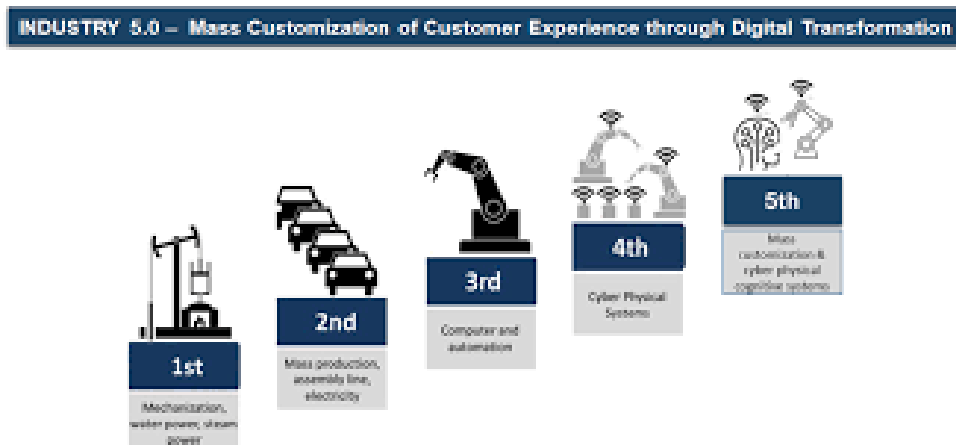 INDUSTRY 5.0 – Mass Customization of Customer Experience through Digital Transformation
5th
Mass
customization &
cyber physical
cognitive systems
4th
Cyber Physical
Systems
3rd
Computer and
automation
2nd
Mass production,
assembly line,
electricity
1st
Mechanization,
water power, steam
power